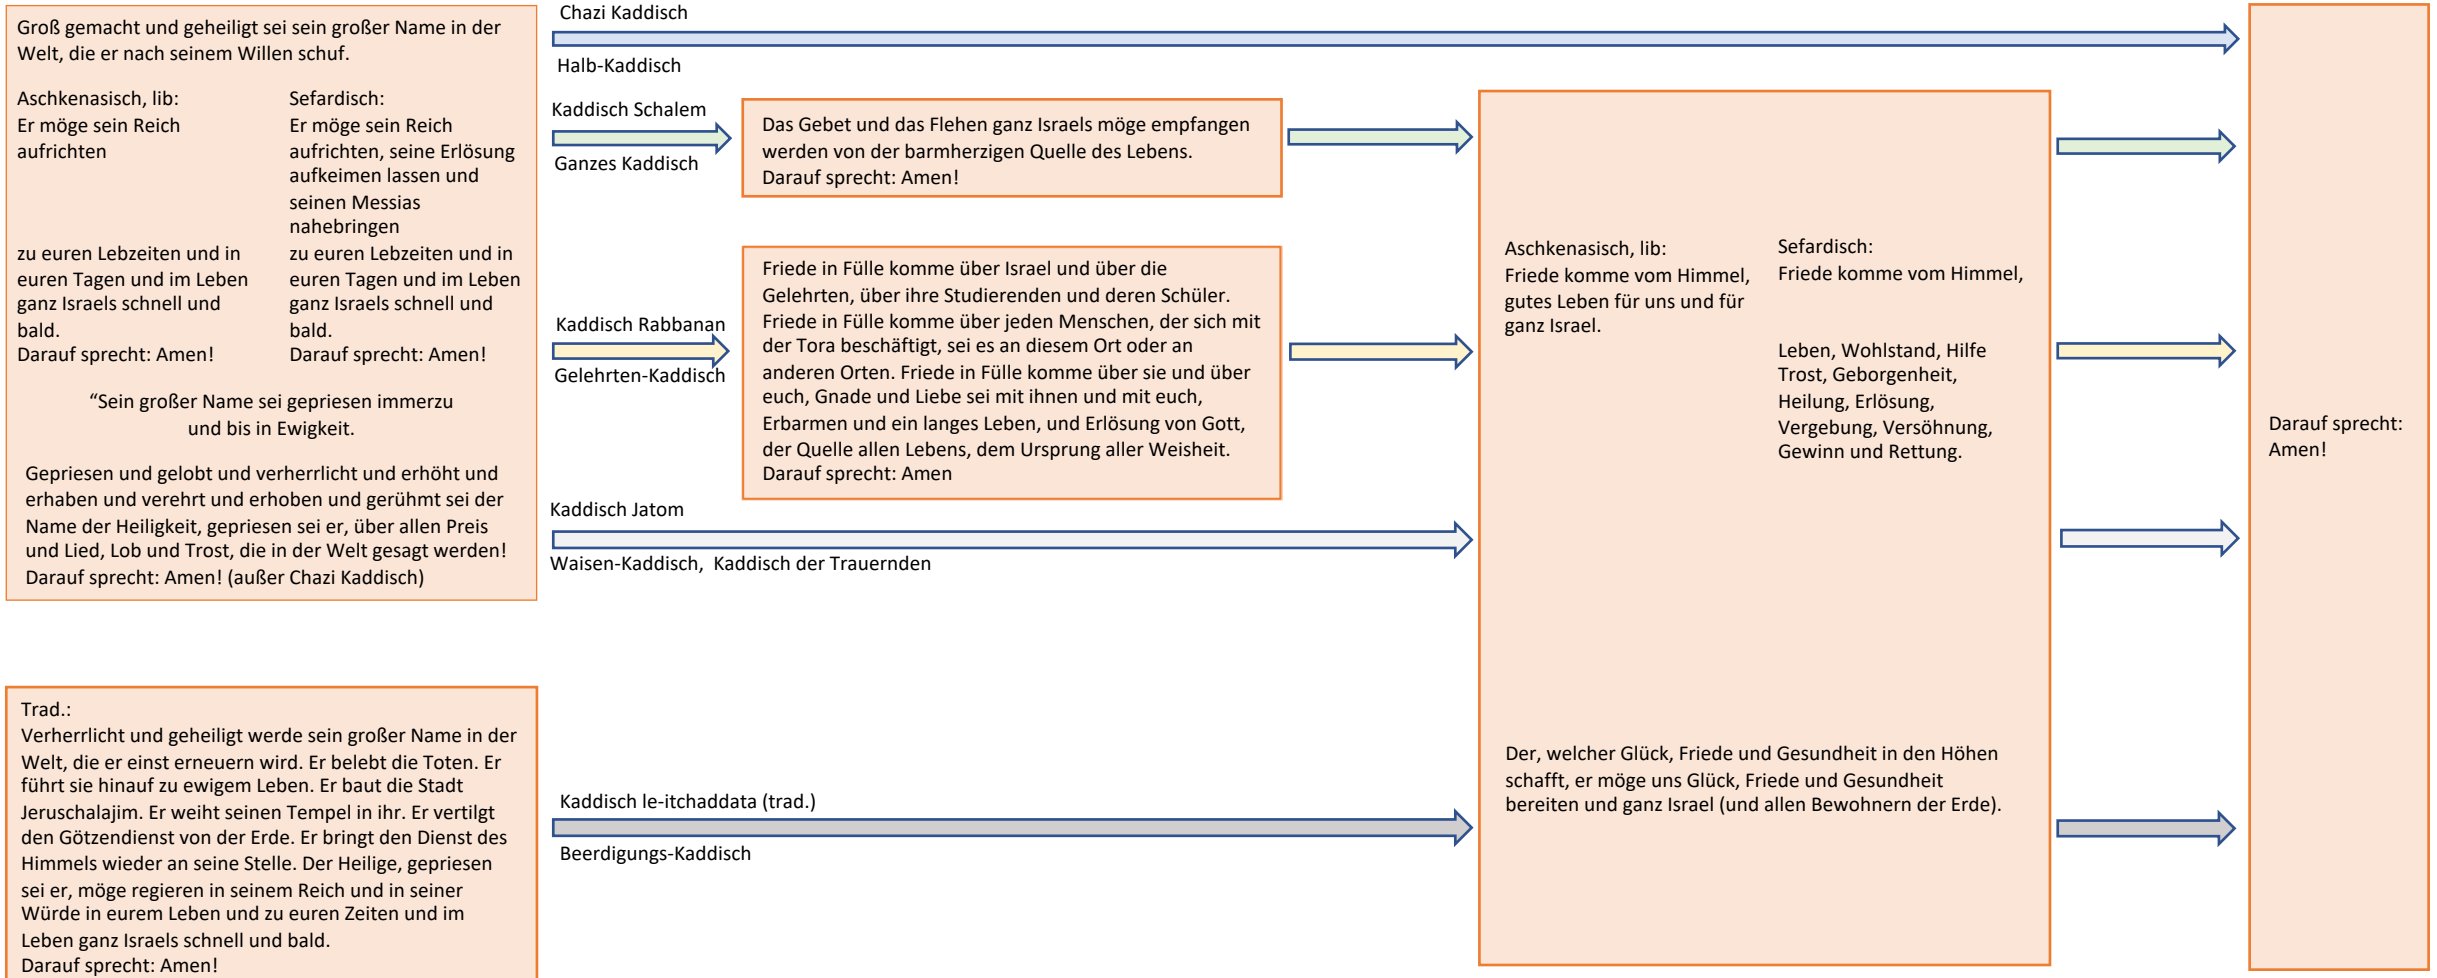 Groß gemacht und geheiligt sei sein großer Name in der
Welt, die er nach seinem Willen schuf.
Aschkenasisch, lib:
Er möge sein Reich
aufrichten
zu euren Lebzeiten und in
euren Tagen und im Leben
ganz Israels schnell und
bald.
Darauf sprecht: Amen!
Sefardisch:
Er möge sein Reich
aufrichten, seine Erlösung
aufkeimen lassen und
seinen Messias
nahebringen
zu euren Lebzeiten und in
euren Tagen und im Leben
ganz Israels schnell und
bald.
Darauf sprecht: Amen!
“Sein großer Name sei gepriesen immerzu
und bis in Ewigkeit.
Gepriesen und gelobt und verherrlicht und erhöht und
erhaben und verehrt und erhoben und gerühmt sei der
Name der Heiligkeit, gepriesen sei er, über allen Preis
und Lied, Lob und Trost, die in der Welt gesagt werden!
Darauf sprecht: Amen! (außer Chazi Kaddisch)
Trad.:
Verherrlicht und geheiligt werde sein großer Name in der
Welt, die er einst erneuern wird. Er belebt die Toten. Er
führt sie hinauf zu ewigem Leben. Er baut die Stadt
Jeruschalajim. Er weiht seinen Tempel in ihr. Er vertilgt
den Götzendienst von der Erde. Er bringt den Dienst des
Himmels wieder an seine Stelle. Der Heilige, gepriesen
sei er, möge regieren in seinem Reich und in seiner
Würde in eurem Leben und zu euren Zeiten und im
Leben ganz Israels schnell und bald.
Darauf sprecht: Amen!
Chazi Kaddisch
Halb-Kaddisch
Kaddisch Schalem
Ganzes Kaddisch
Das Gebet und das Flehen ganz Israels möge empfangen
werden von der barmherzigen Quelle des Lebens.
Darauf sprecht: Amen!
Kaddisch Rabbanan
Gelehrten-Kaddisch
Friede in Fülle komme über Israel und über die
Gelehrten, über ihre Studierenden und deren Schüler.
Friede in Fülle komme über jeden Menschen, der sich mit
der Tora beschäftigt, sei es an diesem Ort oder an
anderen Orten. Friede in Fülle komme über sie und über
euch, Gnade und Liebe sei mit ihnen und mit euch,
Erbarmen und ein langes Leben, und Erlösung von Gott,
der Quelle allen Lebens, dem Ursprung aller Weisheit.
Darauf sprecht: Amen
Kaddisch Jatom
Waisen-Kaddisch, Kaddisch der Trauernden
Kaddisch le-itchaddata (trad.)
Beerdigungs-Kaddisch
Aschkenasisch, lib:
Friede komme vom Himmel,
gutes Leben für uns und für
ganz Israel.
Sefardisch:
Friede komme vom Himmel,
Leben, Wohlstand, Hilfe
Trost, Geborgenheit,
Heilung, Erlösung,
Vergebung, Versöhnung,
Gewinn und Rettung.
Der, welcher Glück, Friede und Gesundheit in den Höhen
schafft, er möge uns Glück, Friede und Gesundheit
bereiten und ganz Israel (und allen Bewohnern der Erde).
Darauf sprecht:
Amen!